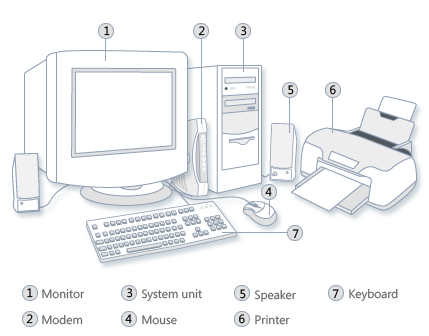 1 2 3
5 6
4
7
1 Monitor 3 System unit 5 Speaker 7 Keyboard
2 Modem 4 Mouse 6 Printer